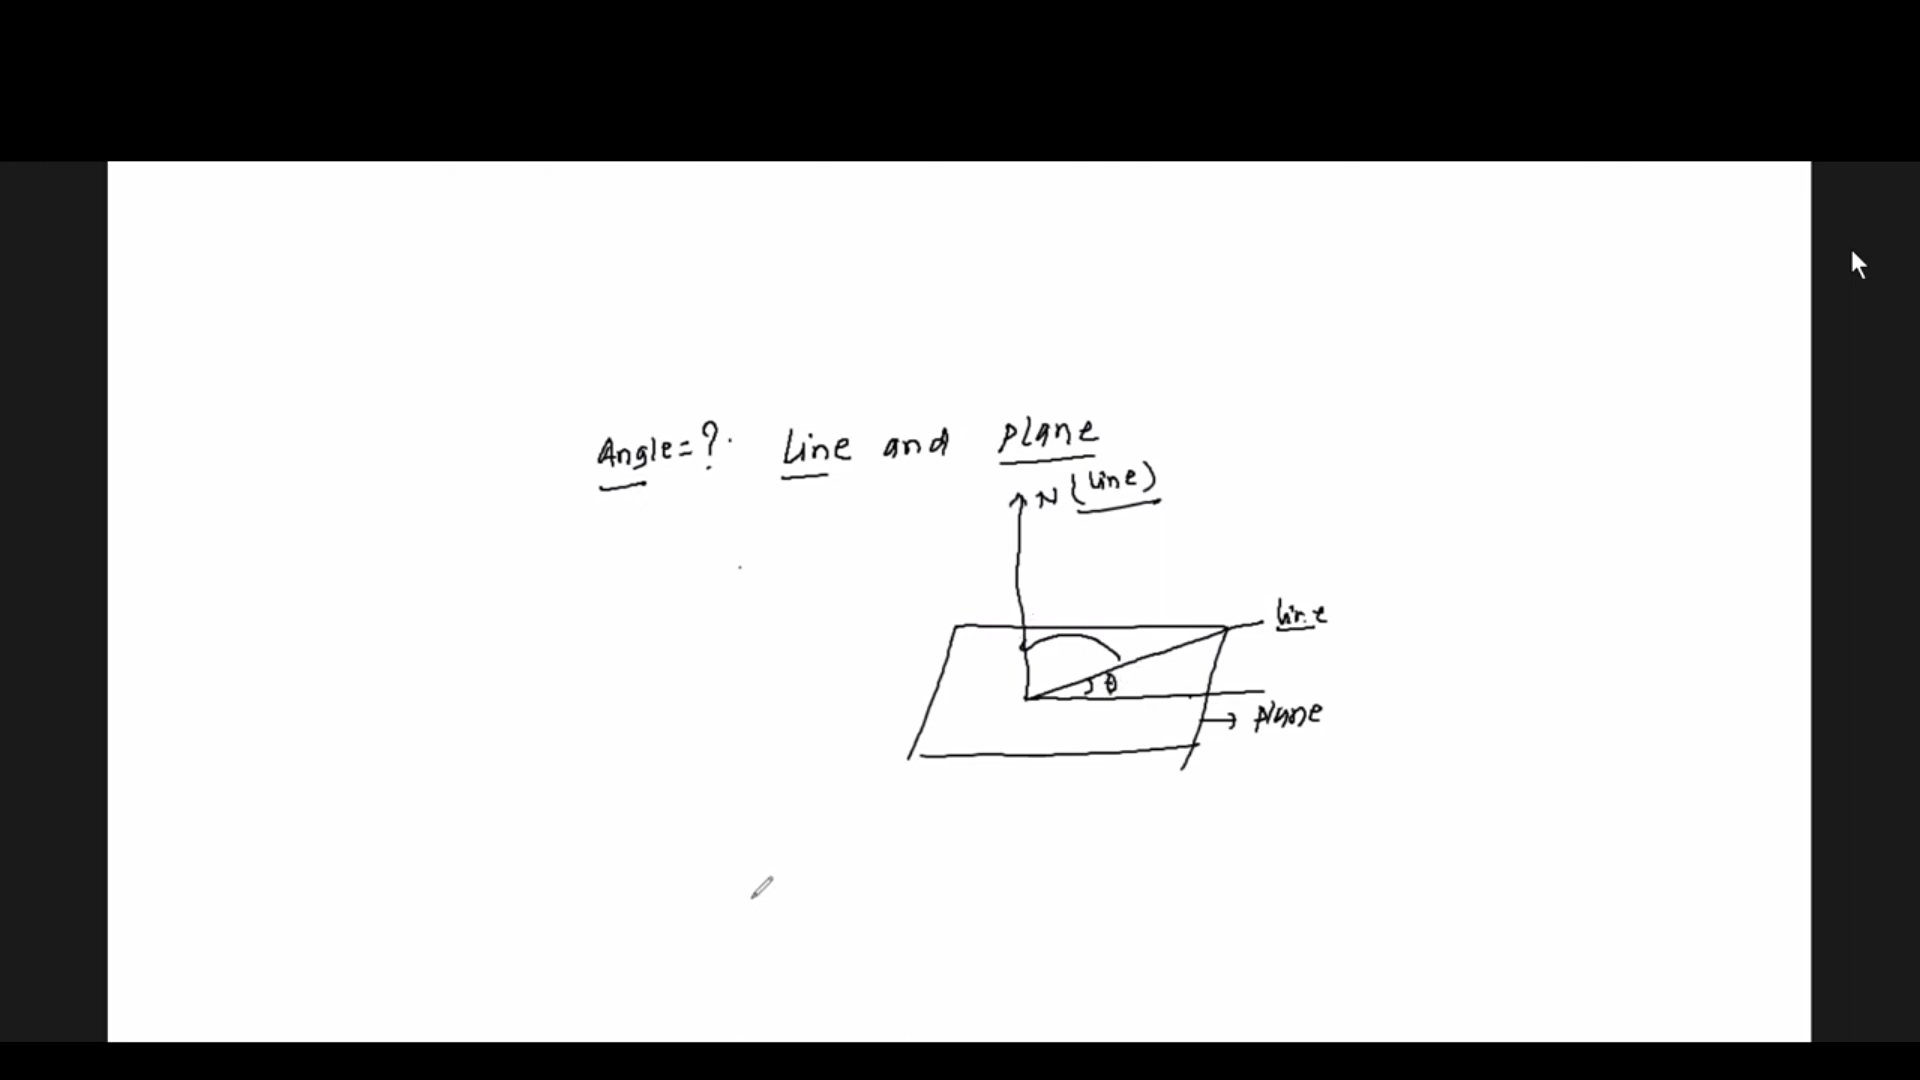 Angle=? Line and plane
N (Line)
Line
θ
plane